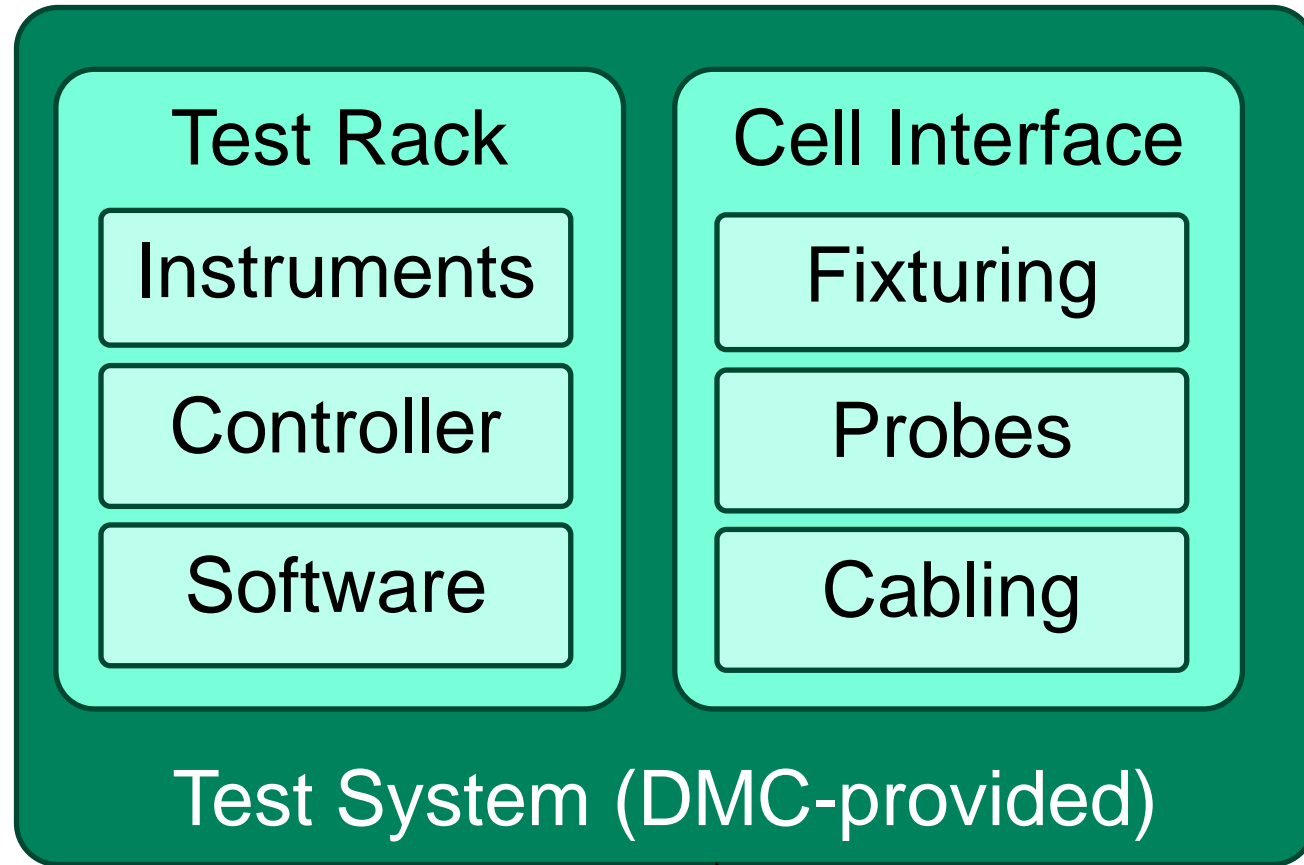 Test Rack
Instruments
Controller
Software
Cell Interface
Fixturing
Probes
Cabling
Test System (DMC-provided)